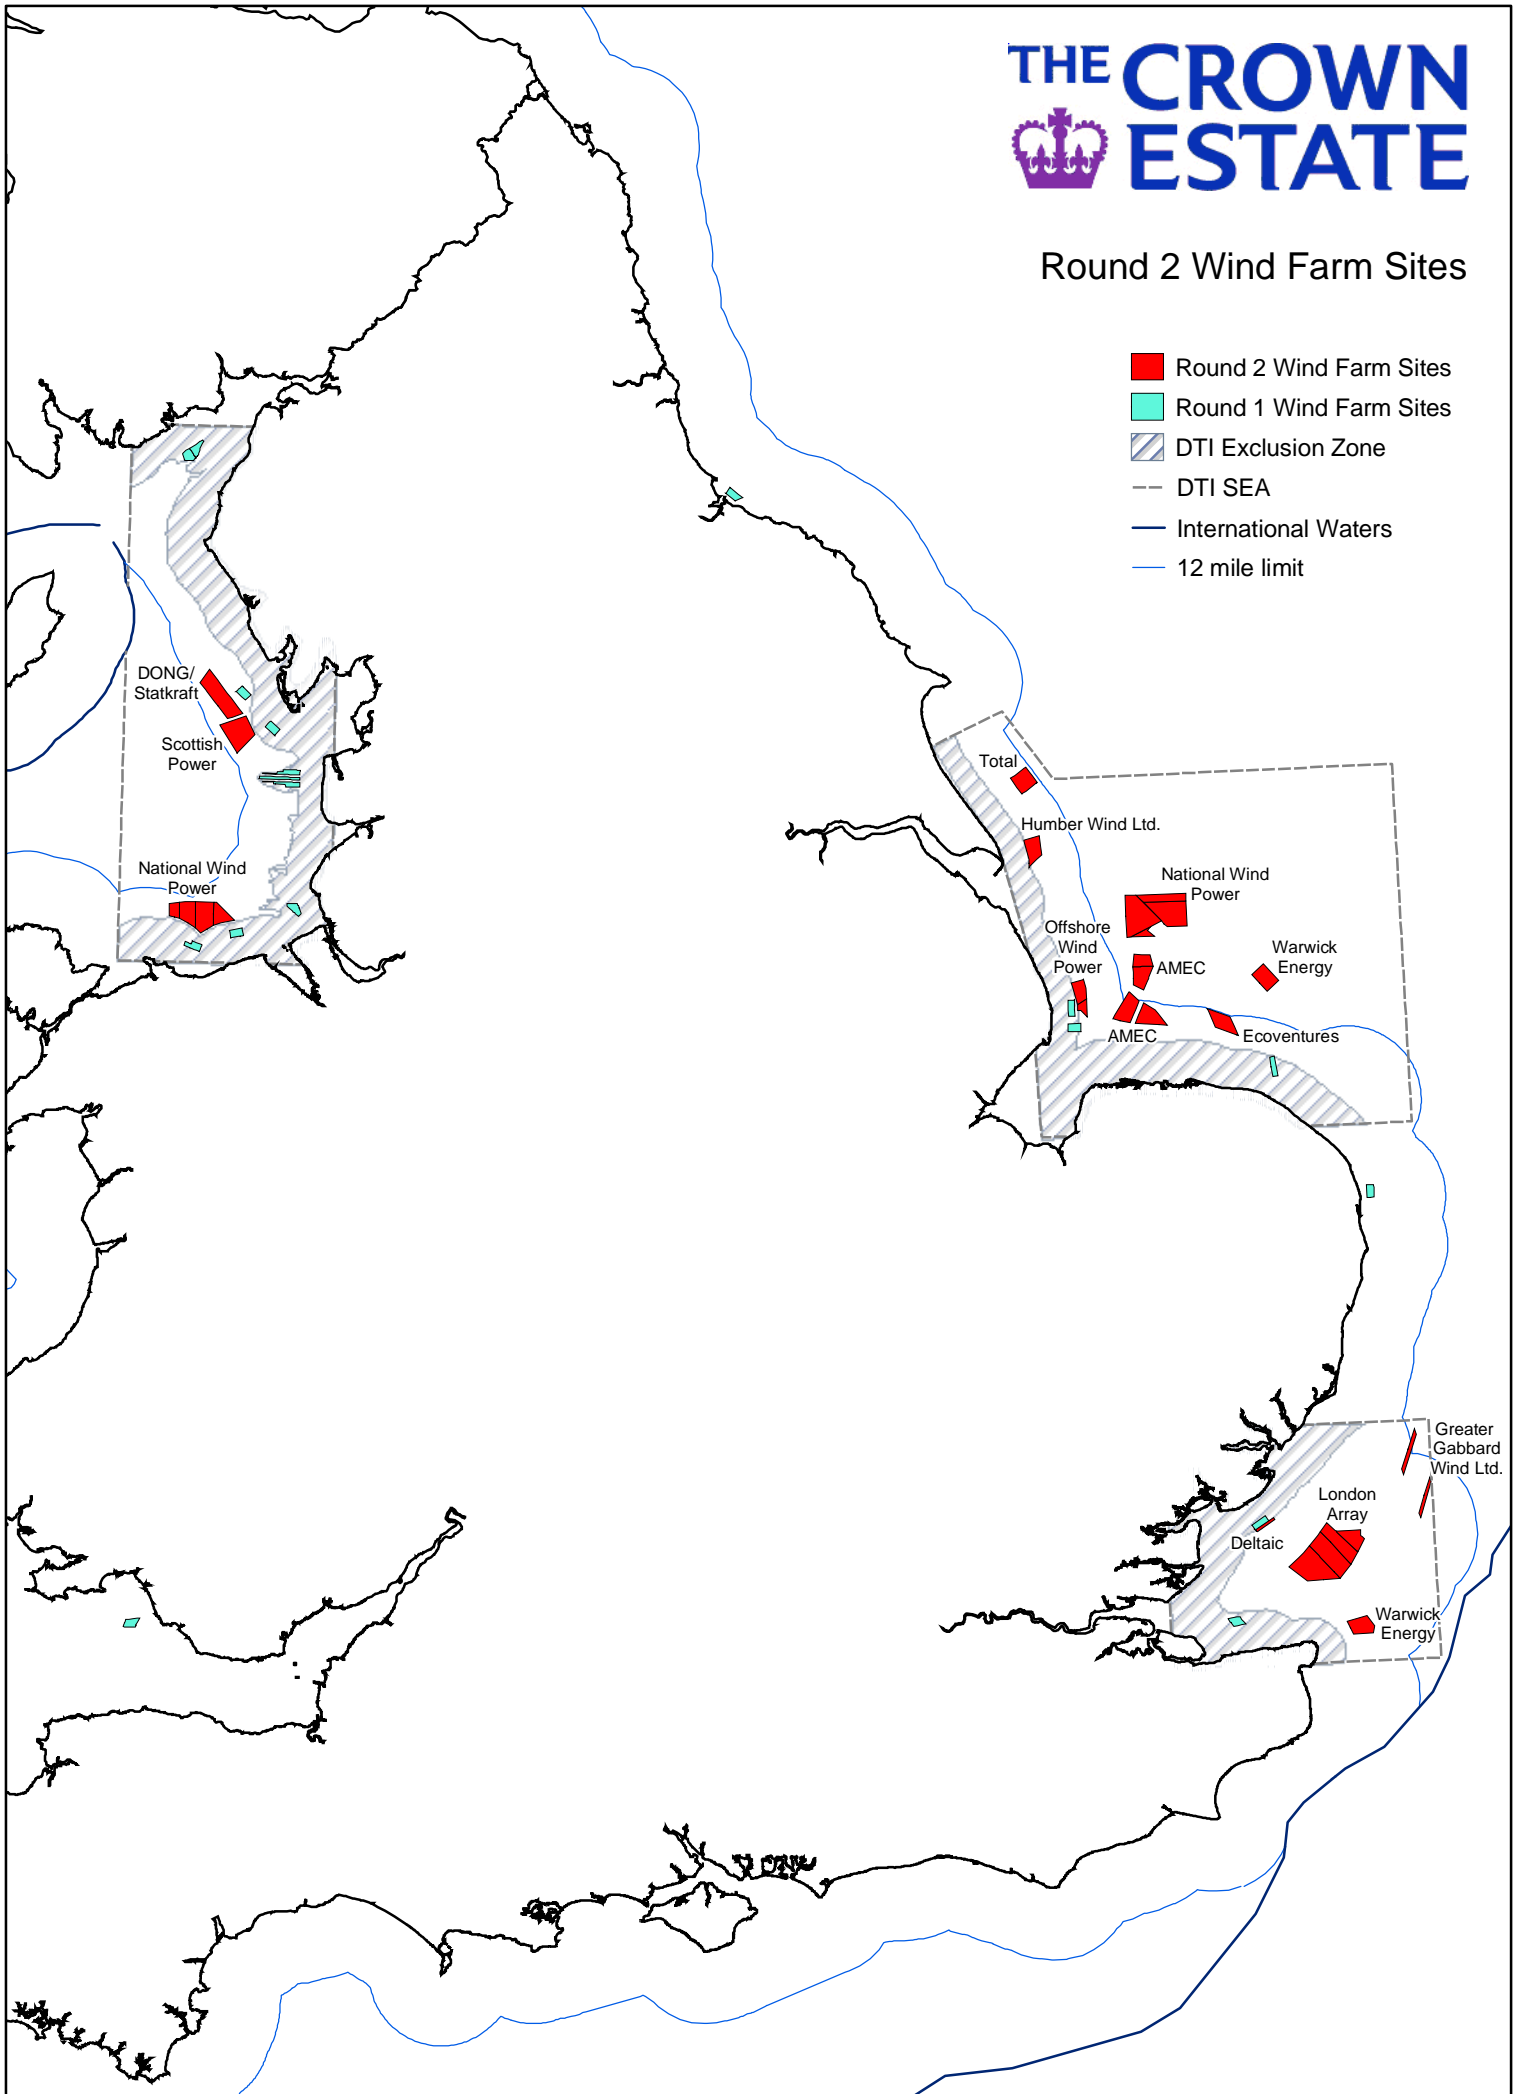 THE CROWN
ESTATE
Round 2 Wind Farm Sites
Round 2 Wind Farm Sites
Round 1 Wind Farm Sites
DTI Exclusion Zone
DTI SEA
International Waters
12 mile limit
DONG/
Statkraft
Scottish
Power
National Wind
Power
Total
Humber Wind Ltd.
National Wind
Power
Offshore
Wind
Power
AMEC
Warwick
Energy
AMEC
Ecoventures
Greater
Gabbard
Wind Ltd.
London
Array
Deltaic
Warwick
Energy